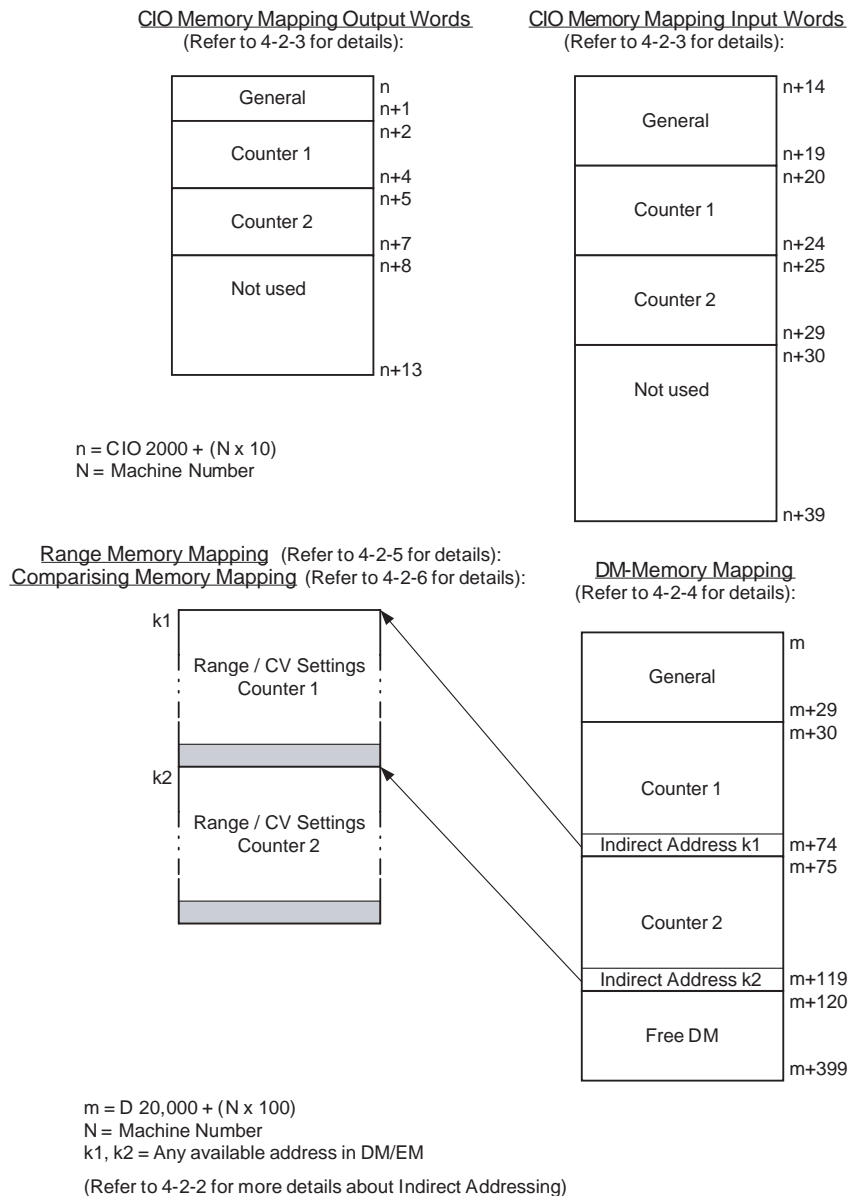 CIO Memory Mapping Output Words
(Refer to 4-2-3 for details):
General
n
n+1
Counter 1
n+2
n+4
Counter 2
n+5
n+7
Not used
n+8
n+13
n = CIO 2000 + (N x 10)
N = Machine Number
CIO Memory Mapping Input Words
(Refer to 4-2-3 for details):
General
n+14
n+19
Counter 1
n+20
n+24
Counter 2
n+25
n+29
Not used
n+30
n+39
Range Memory Mapping (Refer to 4-2-5 for details):
Comparising Memory Mapping (Refer to 4-2-6 for details):
k1
Range / CV Settings
Counter 1
k2
Range / CV Settings
Counter 2
DM-Memory Mapping
(Refer to 4-2-4 for details):
General
m
m+29
Counter 1
m+30
Indirect Address k1
m+74
Counter 2
m+75
Indirect Address k2
m+119
Free DM
m+120
m+399
m = D 20,000 + (N x 100)
N = Machine Number
k1, k2 = Any available address in DM/EM
(Refer to 4-2-2 for more details about Indirect Addressing)